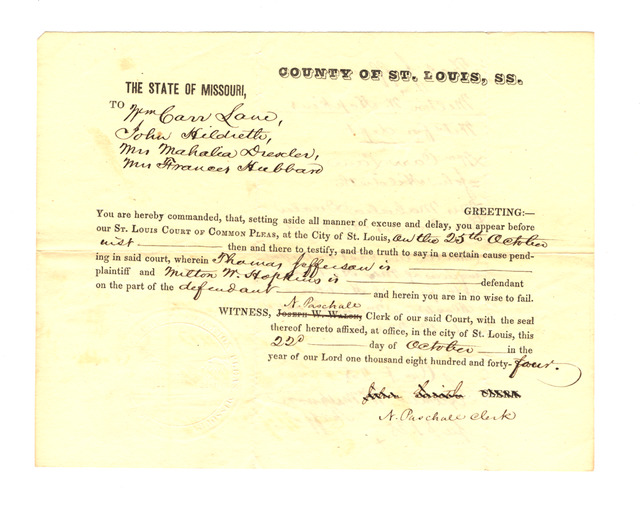 COUNTY OF ST. LOUIS, SS.
THE STATE OF MISSOURI,
TO Wm Carr Lane,
John Hildreth,
Mrs Mahalia Drexler,
Mrs Frances Hubbard
GREETING:—
You are hereby commanded, that, setting aside all manner of excuse and delay, you appear before
our St. Louis Court of Common Pleas, at the City of St. Louis, on the 25th October
inst — then and there to testify, and the truth to say in a certain cause pend-
ing in said court, wherein Thomas Jefferson is —
plaintiff and Milton W. Hopkins is — defendant
on the part of the defendant — and herein you are in no wise to fail.
N. Paschall
WITNESS, Joseph W. Walsh, Clerk of our said Court, with the seal
thereof hereto affixed, at office, in the city of St. Louis, this
22d — day of October — in the
year of our Lord one thousand eight hundred and forty-four.
CLERK
N. Paschall Clerk